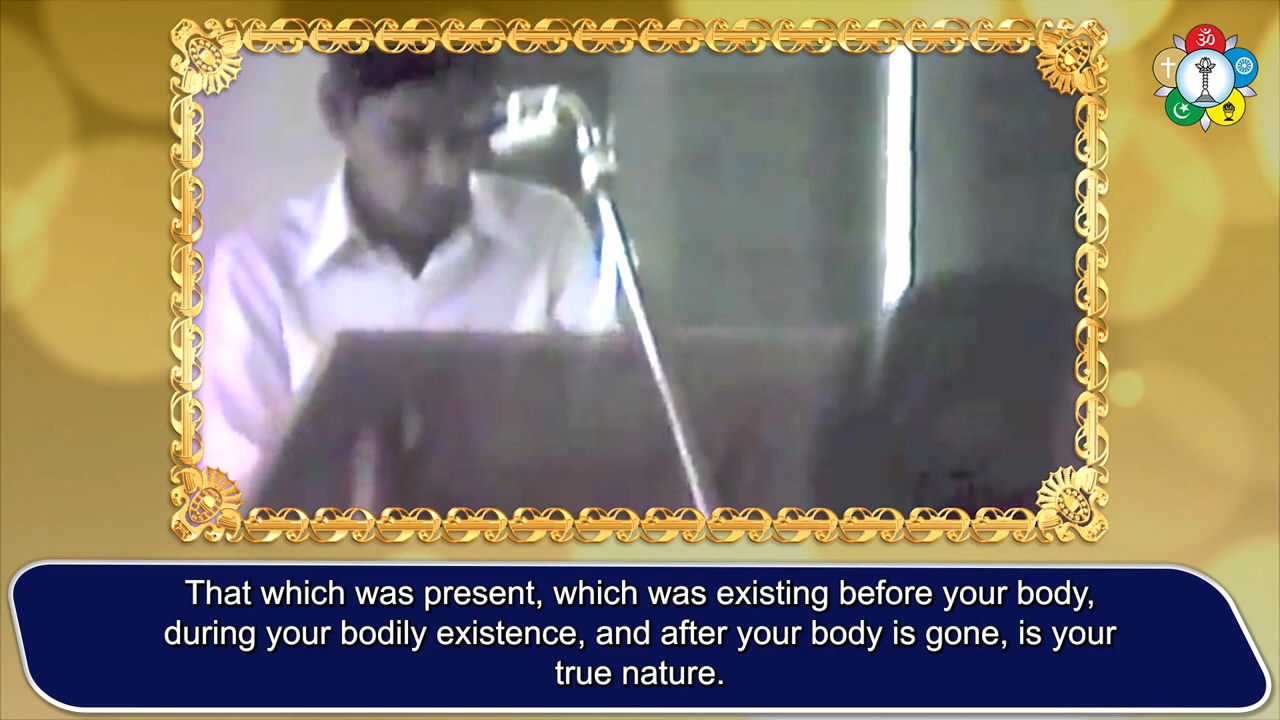 ॐ
That which was present, which was existing before your body,
during your bodily existence, and after your body is gone, is your
true nature.